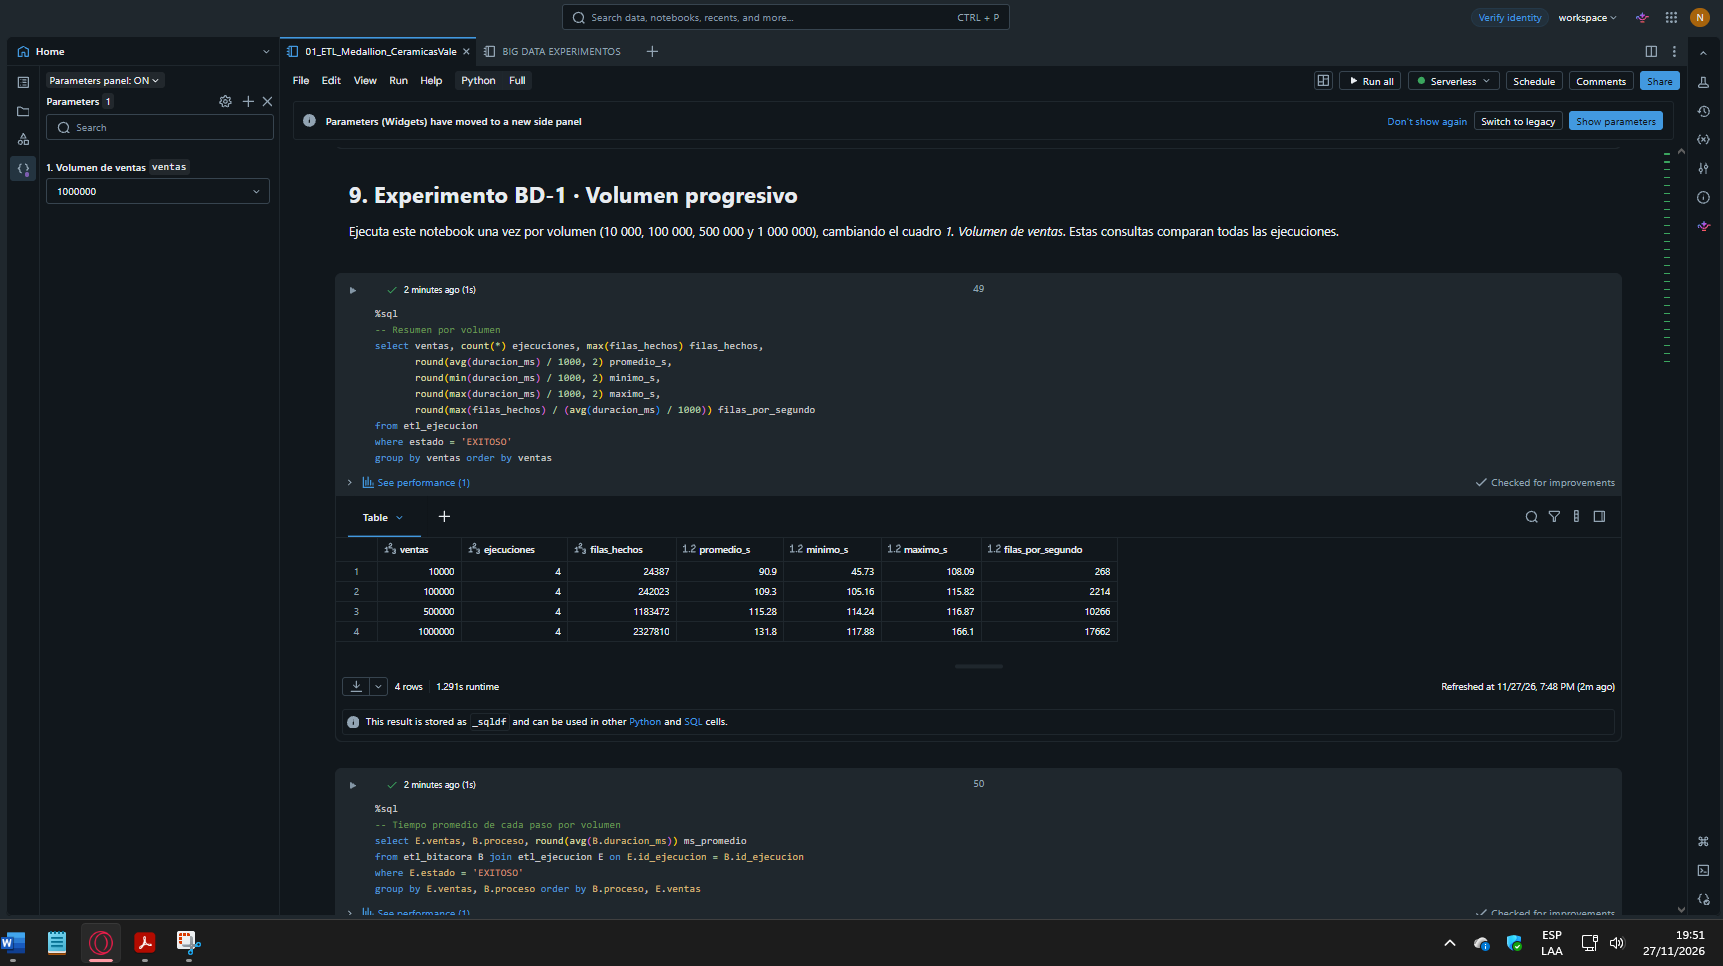 Search data, notebooks, recents, and more...
CTRL + P
Verify identity
workspace
N
Home
01_ETL_Medallion_CeramicasVale
BIG DATA EXPERIMENTOS
Parameters panel: ON
File
Edit
View
Run
Help
Python
Full
Run all
Serverless
Schedule
Comments
Share
Parameters 1
Search
1. Volumen de ventas ventas
1000000
Parameters (Widgets) have moved to a new side panel
Don't show again
Switch to legacy
Show parameters
9. Experimento BD-1 · Volumen progresivo
Ejecuta este notebook una vez por volumen (10 000, 100 000, 500 000 y 1 000 000), cambiando el cuadro 1. Volumen de ventas. Estas consultas comparan todas las ejecuciones.
2 minutes ago (1s)
49
%sql
-- Resumen por volumen
select ventas, count(*) ejecuciones, max(filas_hechos) filas_hechos,
round(avg(duracion_ms) / 1000, 2) promedio_s,
round(min(duracion_ms) / 1000, 2) minimo_s,
round(max(duracion_ms) / 1000, 2) maximo_s,
round(max(filas_hechos) / (avg(duracion_ms) / 1000)) filas_por_segundo
from etl_ejecucion
where estado = 'EXITOSO'
group by ventas order by ventas
See performance (1)
Checked for improvements
Table
ventas ejecuciones filas_hechos 1.2 promedio_s 1.2 minimo_s 1.2 maximo_s 1.2 filas_por_segundo
1 10000 4 24387 90.9 45.73 108.09 268
2 100000 4 242023 109.3 105.16 115.82 2214
3 500000 4 1183472 115.28 114.24 116.87 10266
4 1000000 4 2327810 131.8 117.88 166.1 17662
4 rows
1.291s runtime
Refreshed at 11/27/26, 7:48 PM (2m ago)
This result is stored as _sqldf and can be used in other Python and SQL cells.
2 minutes ago (1s)
50
%sql
-- Tiempo promedio de cada paso por volumen
select E.ventas, B.proceso, round(avg(B.duracion_ms)) ms_promedio
from etl_bitacora B join etl_ejecucion E on E.id_ejecucion = B.id_ejecucion
where E.estado = 'EXITOSO'
group by E.ventas, B.proceso order by B.proceso, E.ventas
See performance (1)
Checked for improvements
ESP
LAA
19:51
27/11/2026